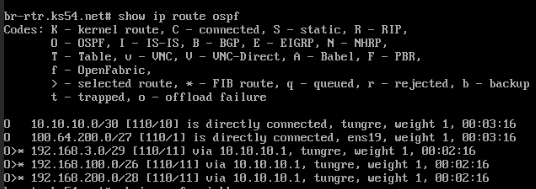 br-rtr.ks54.net# show ip route ospf
Codes: K - kernel route, C - connected, S - static, R - RIP,
O - OSPF, I - IS-IS, B - BGP, E - EIGRP, N - NHRP,
T - Table, v - VNC, V - VNC-Direct, A - Babel, F - PBR,
f - OpenFabric,
> - selected route, * - FIB route, q - queued, r - rejected, b - backup
t - trapped, o - offload failure
O 10.10.10.0/30 [110/10] is directly connected, tungre, weight 1, 00:03:16
O 100.64.200.0/27 [110/1] is directly connected, ens19, weight 1, 00:03:16
O>* 192.168.3.0/29 [110/11] via 10.10.10.1, tungre, weight 1, 00:02:16
O>* 192.168.100.0/26 [110/11] via 10.10.10.1, tungre, weight 1, 00:02:16
O>* 192.168.200.0/28 [110/11] via 10.10.10.1, tungre, weight 1, 00:02:16